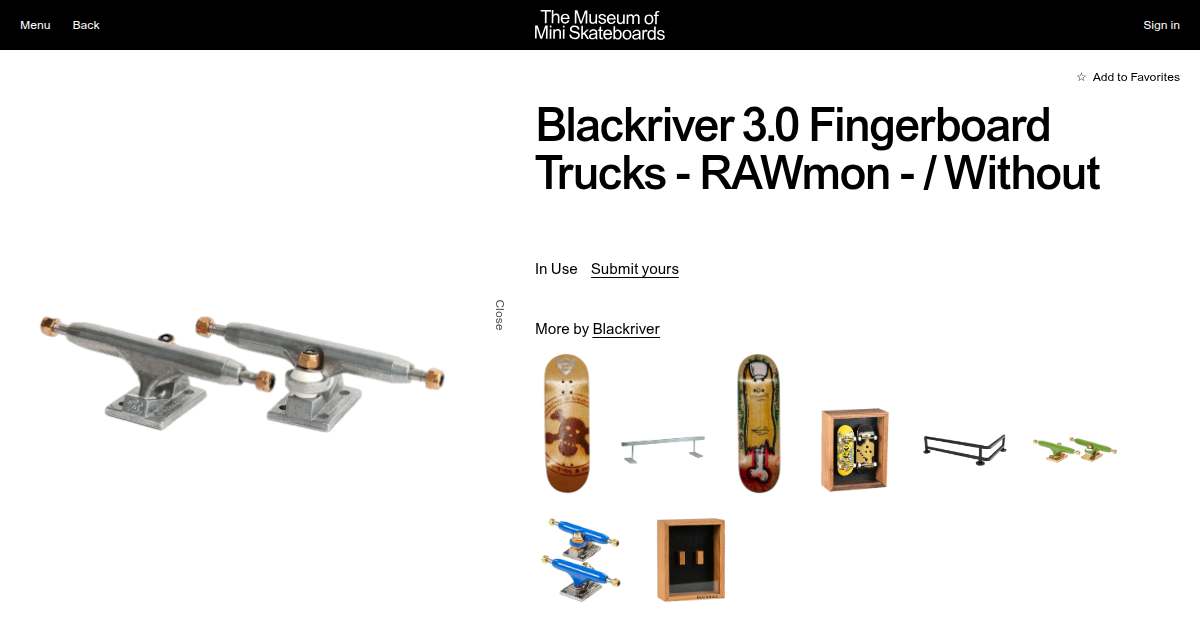 Menu
Back
The Museum of
Mini Skateboards
Sign in
☆ Add to Favorites
Blackriver 3.0 Fingerboard
Trucks - RAWmon - / Without
In Use
Submit yours
Close
More by Blackriver